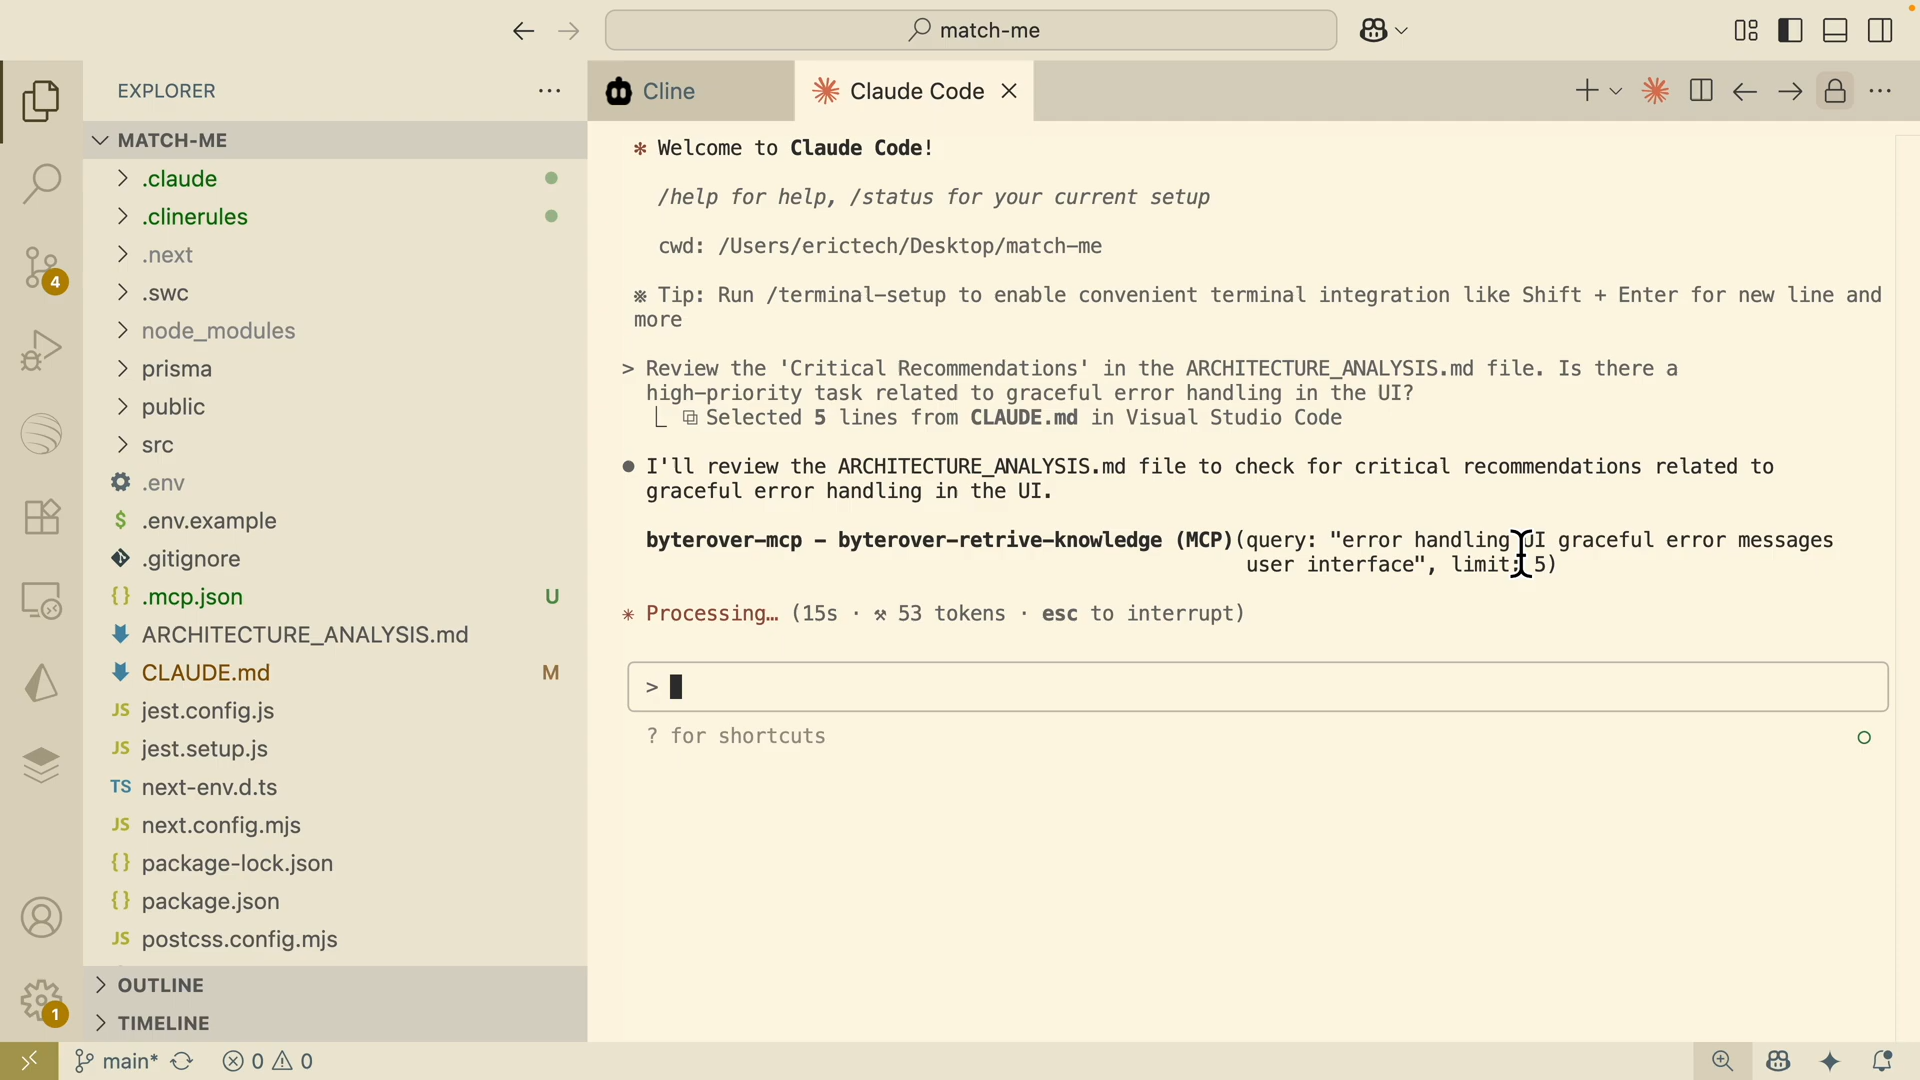 match-me
EXPLORER
Cline
Claude Code
MATCH-ME
.claude
.clinerules
.next
.swc
node_modules
prisma
public
src
.env
$ .env.example
.gitignore
{} .mcp.json U
ARCHITECTURE_ANALYSIS.md
CLAUDE.md M
JS jest.config.js
JS jest.setup.js
TS next-env.d.ts
JS next.config.mjs
{} package-lock.json
{} package.json
JS postcss.config.mjs
OUTLINE
TIMELINE
4
1
✻ Welcome to Claude Code!
/help for help, /status for your current setup
cwd: /Users/erictech/Desktop/match-me
※ Tip: Run /terminal-setup to enable convenient terminal integration like Shift + Enter for new line and
more
> Review the 'Critical Recommendations' in the ARCHITECTURE_ANALYSIS.md file. Is there a
high-priority task related to graceful error handling in the UI?
⎿ ⧉ Selected 5 lines from CLAUDE.md in Visual Studio Code
● I'll review the ARCHITECTURE_ANALYSIS.md file to check for critical recommendations related to
graceful error handling in the UI.
byterover-mcp - byterover-retrive-knowledge (MCP)(query: "error handling UI graceful error messages
user interface", limit: 5)
✳ Processing… (15s · ⚒ 53 tokens · esc to interrupt)
>
? for shortcuts
main* 0 0